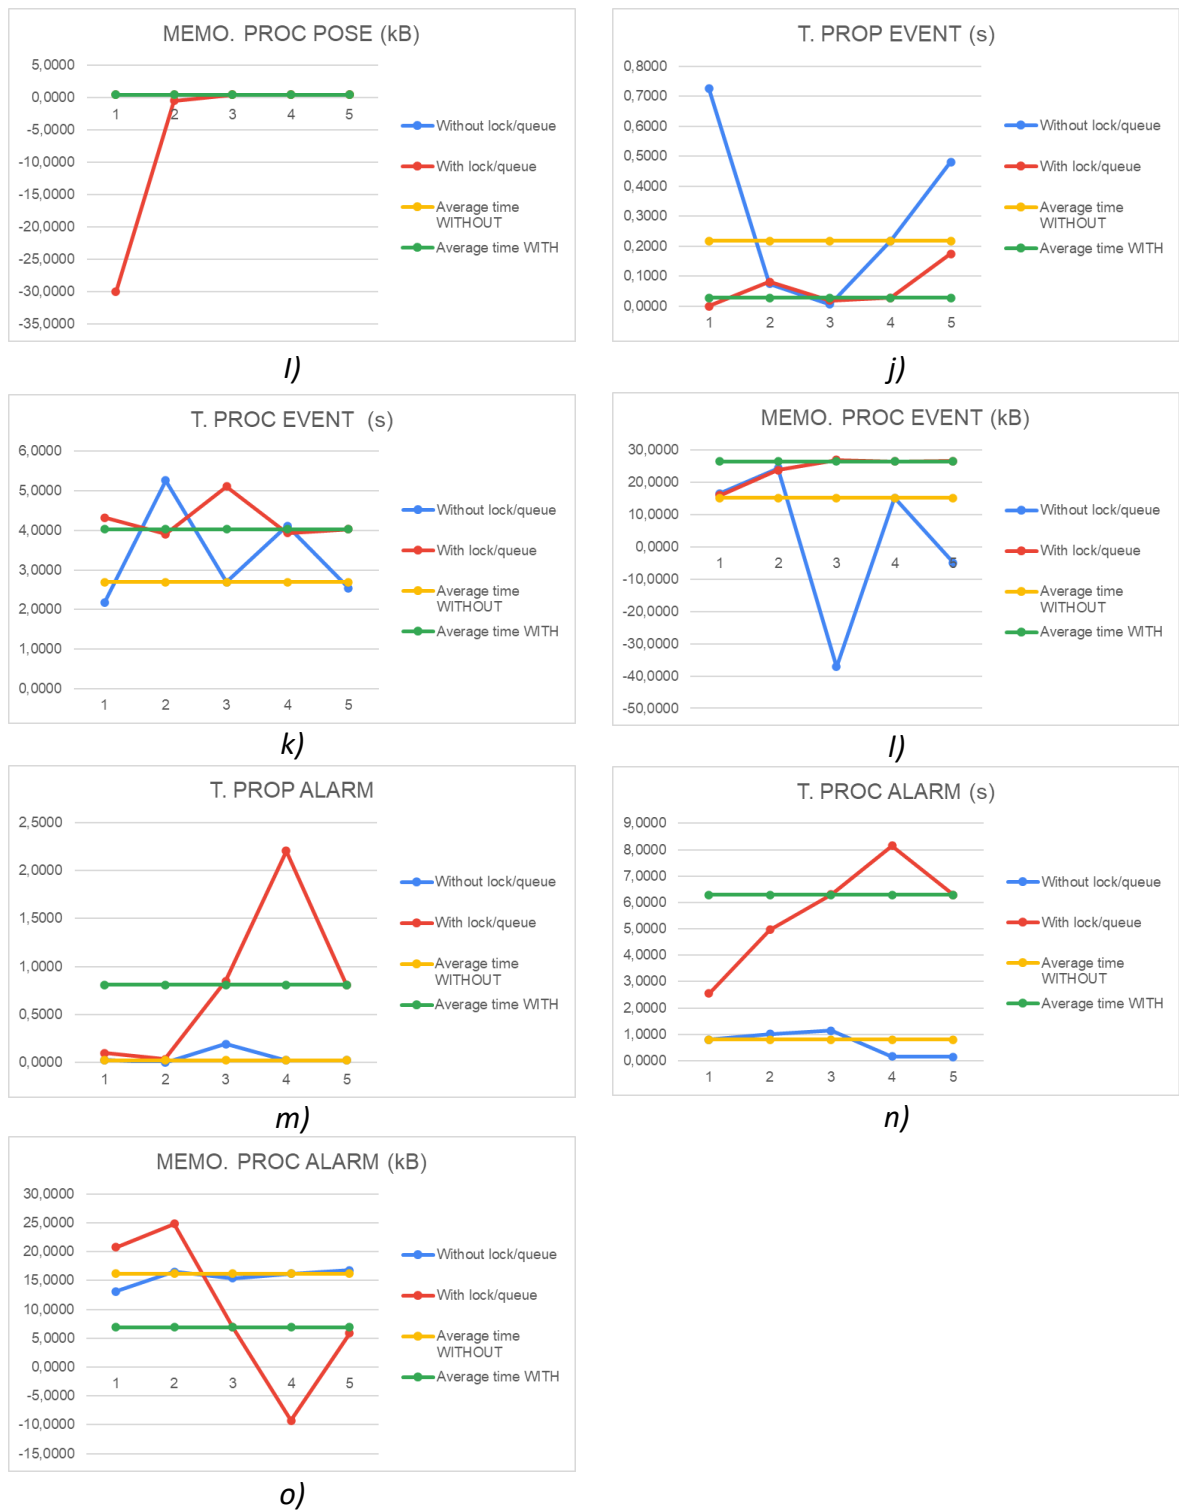 MEMO. PROC POSE (kB)
5,0000
0,0000
-5,0000
-10,0000
-15,0000
-20,0000
-25,0000
-30,0000
-35,0000
1 2 3 4 5
Without lock/queue
With lock/queue
Average time
WITHOUT
Average time WITH
I)
T. PROP EVENT (s)
0,8000
0,7000
0,6000
0,5000
0,4000
0,3000
0,2000
0,1000
0,0000
1 2 3 4 5
Without lock/queue
With lock/queue
Average time
WITHOUT
Average time WITH
j)
T. PROC EVENT (s)
6,0000
5,0000
4,0000
3,0000
2,0000
1,0000
0,0000
1 2 3 4 5
Without lock/queue
With lock/queue
Average time
WITHOUT
Average time WITH
k)
MEMO. PROC EVENT (kB)
30,0000
20,0000
10,0000
0,0000
-10,0000
-20,0000
-30,0000
-40,0000
-50,0000
1 2 3 4 5
Without lock/queue
With lock/queue
Average time
WITHOUT
Average time WITH
l)
T. PROP ALARM
2,5000
2,0000
1,5000
1,0000
0,5000
0,0000
1 2 3 4 5
Without lock/queue
With lock/queue
Average time
WITHOUT
Average time WITH
m)
T. PROC ALARM (s)
9,0000
8,0000
7,0000
6,0000
5,0000
4,0000
3,0000
2,0000
1,0000
0,0000
1 2 3 4 5
Without lock/queue
With lock/queue
Average time
WITHOUT
Average time WITH
n)
MEMO. PROC ALARM (kB)
30,0000
25,0000
20,0000
15,0000
10,0000
5,0000
0,0000
-5,0000
-10,0000
-15,0000
1 2 3 4 5
Without lock/queue
With lock/queue
Average time
WITHOUT
Average time WITH
o)